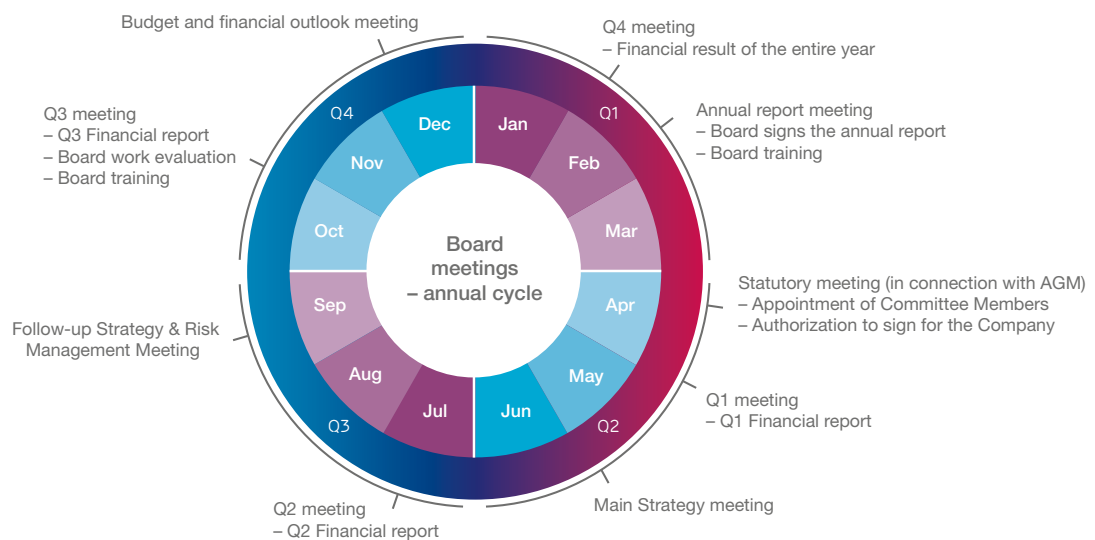 Budget and financial outlook meeting
Q4 meeting
– Financial result of the entire year
Annual report meeting
– Board signs the annual report
– Board training
Statutory meeting (in connection with AGM)
– Appointment of Committee Members
– Authorization to sign for the Company
Q1 meeting
– Q1 Financial report
Main Strategy meeting
Q2 meeting
– Q2 Financial report
Follow-up Strategy & Risk
Management Meeting
Q3 meeting
– Q3 Financial report
– Board work evaluation
– Board training
Q1
Q2
Q3
Q4
Jan
Feb
Mar
Apr
May
Jun
Jul
Aug
Sep
Oct
Nov
Dec
Board
meetings
– annual cycle